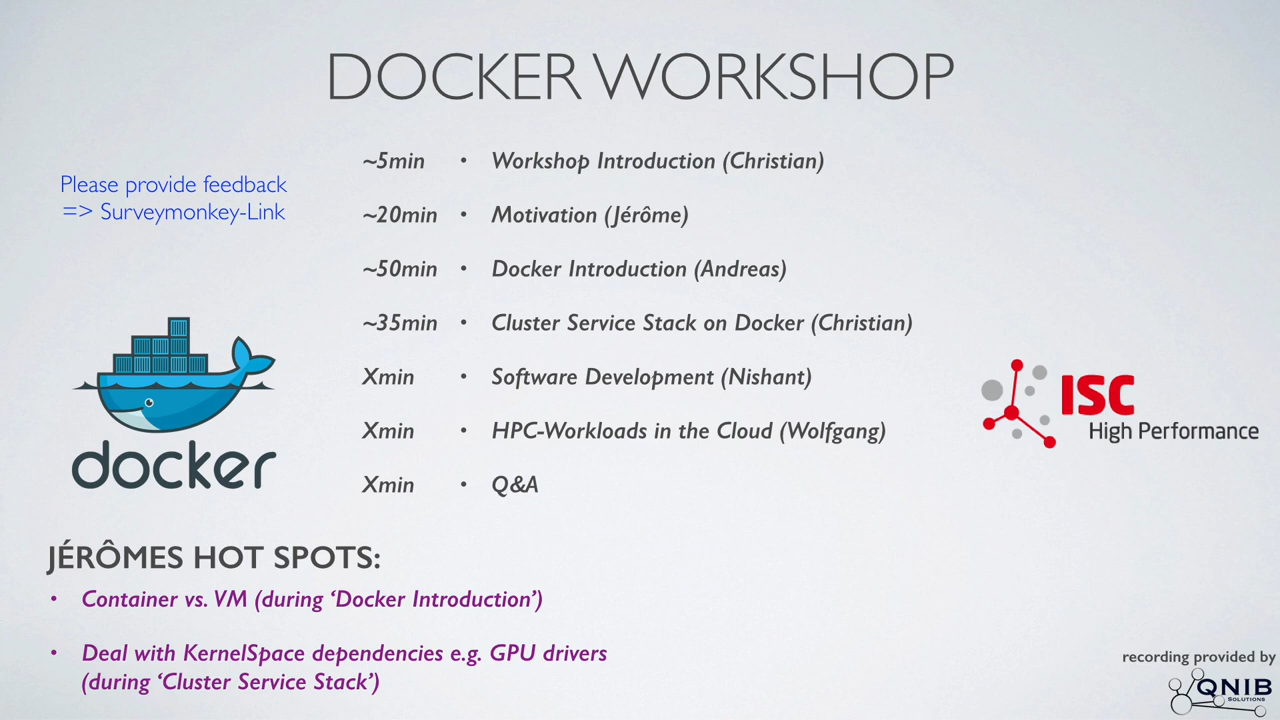 DOCKER WORKSHOP
Please provide feedback
=> Surveymonkey-Link
~5min • Workshop Introduction (Christian)
~20min • Motivation (Jérôme)
~50min • Docker Introduction (Andreas)
~35min • Cluster Service Stack on Docker (Christian)
Xmin • Software Development (Nishant)
Xmin • HPC-Workloads in the Cloud (Wolfgang)
Xmin • Q&A
docker
ISC
High Performance
JÉRÔMES HOT SPOTS:
• Container vs. VM (during ‘Docker Introduction’)
• Deal with KernelSpace dependencies e.g. GPU drivers
(during ‘Cluster Service Stack’)
recording provided by
QNIB
SOLUTIONS